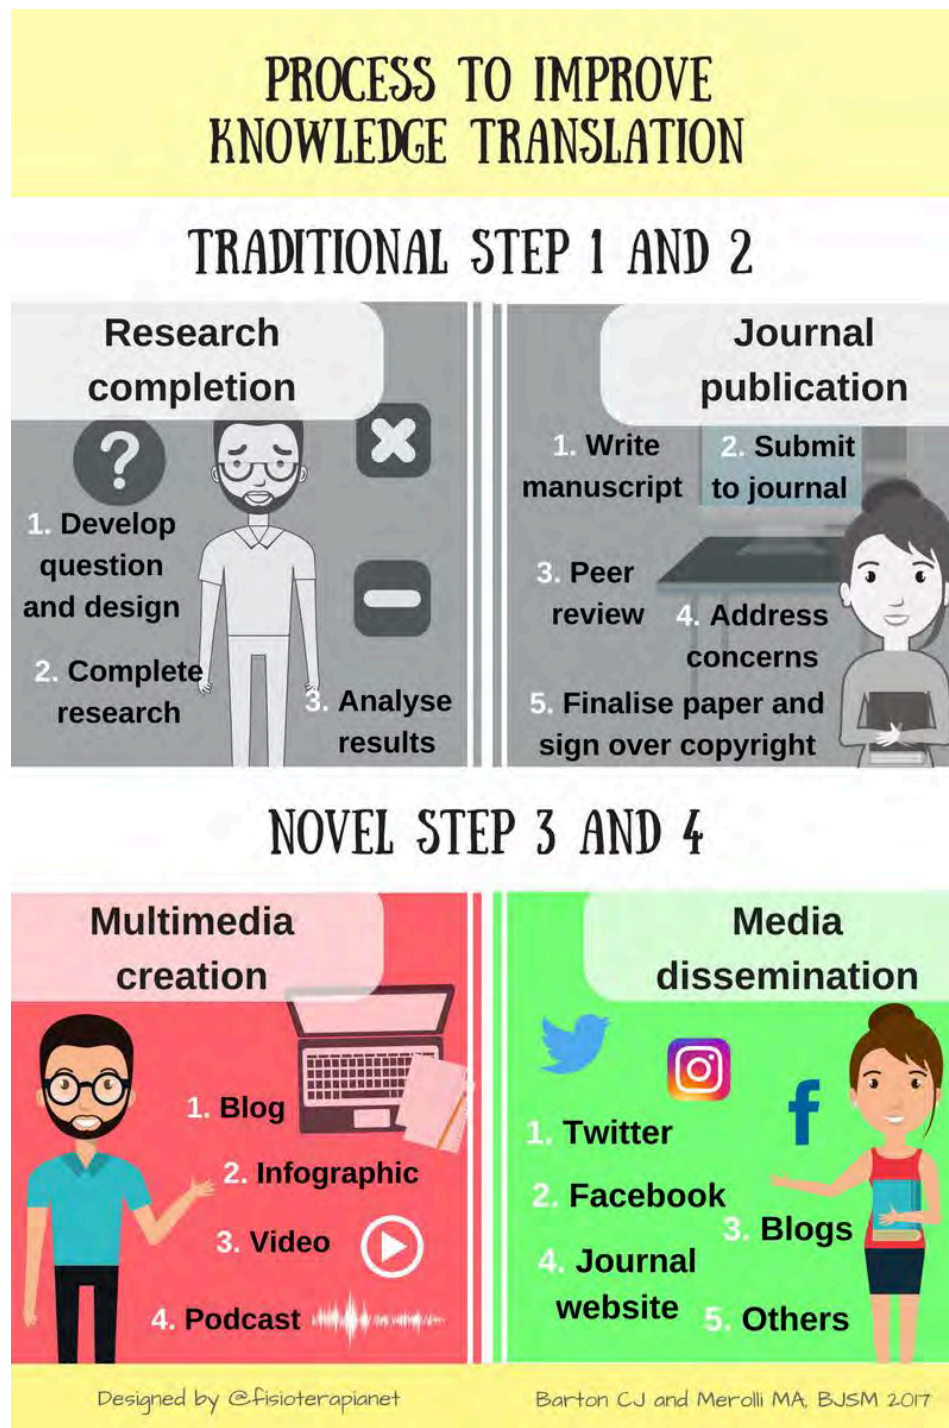 PROCESS TO IMPROVE
KNOWLEDGE TRANSLATION
TRADITIONAL STEP 1 AND 2
Research
completion
1. Develop
question
and design
2. Complete
research
3. Analyse
results
Journal
publication
1. Write
manuscript
2. Submit
to journal
3. Peer
review
4. Address
concerns
5. Finalise paper and
sign over copyright
NOVEL STEP 3 AND 4
Multimedia
creation
1. Blog
2. Infographic
3. Video
4. Podcast
Media
dissemination
1. Twitter
2. Facebook
3. Blogs
4. Journal
website
5. Others
Designed by @fisioterapianet
Barton CJ and Merolli MA, BJSM 2017